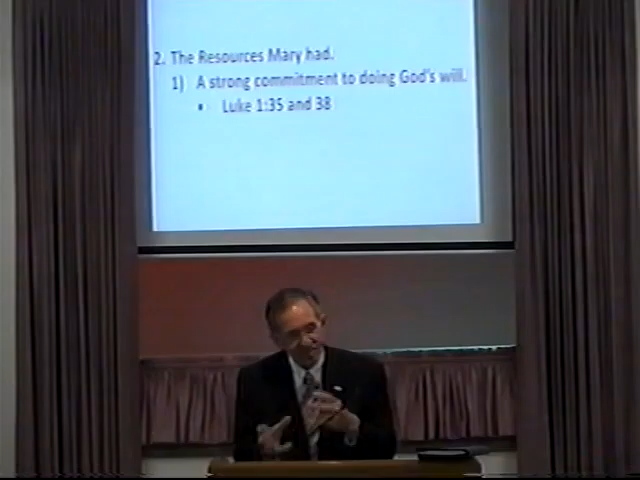 2. The Resources Mary had.
1) A strong commitment to doing God's will.
• Luke 1:35 and 38